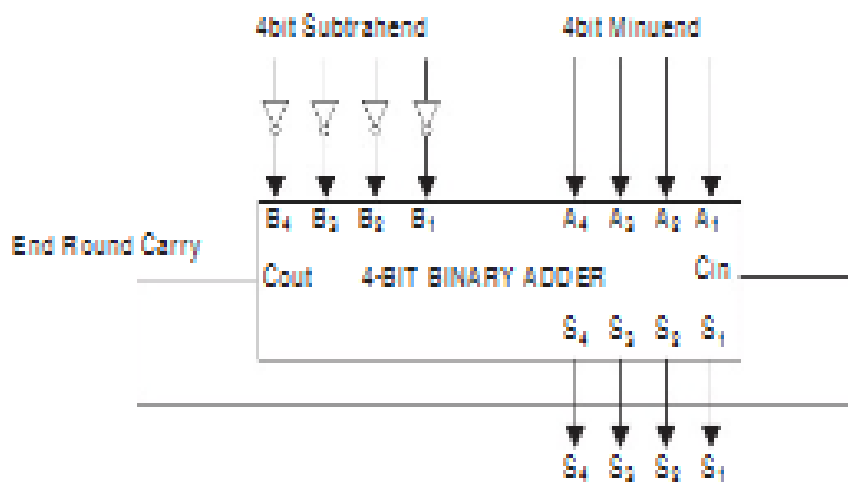 4bit Subtrahend 4bit Minuend
B₄ B₃ B₂ B₁ A₄ A₃ A₂ A₁
End Round Carry
Cout 4-BIT BINARY ADDER Cin
S₄ S₃ S₂ S₁
S₄ S₃ S₂ S₁